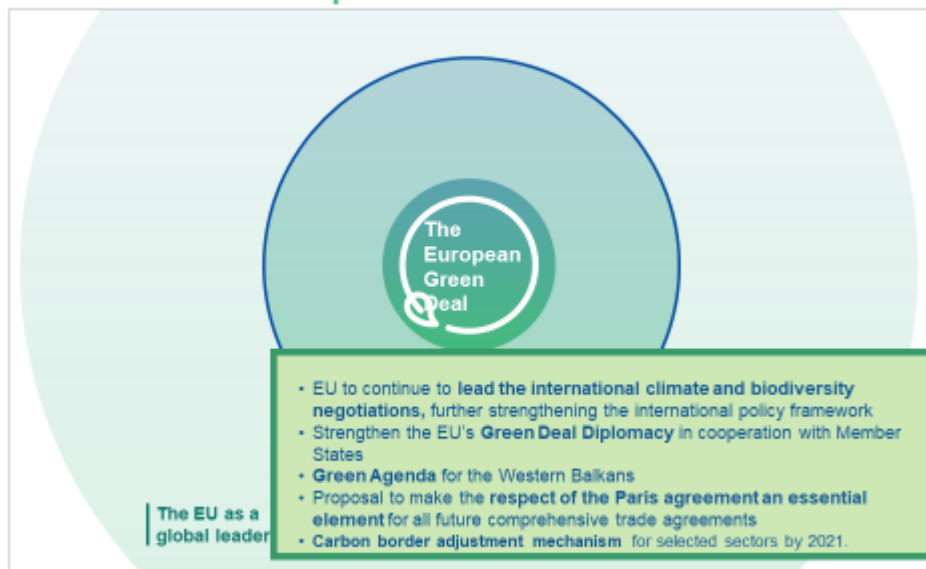 The
European
Green
Deal
• EU to continue to lead the international climate and biodiversity
negotiations, further strengthening the international policy framework
• Strengthen the EU's Green Deal Diplomacy in cooperation with Member
States
• Green Agenda for the Western Balkans
• Proposal to make the respect of the Paris agreement an essential
element for all future comprehensive trade agreements
• Carbon border adjustment mechanism for selected sectors by 2021.
The EU as a
global leader